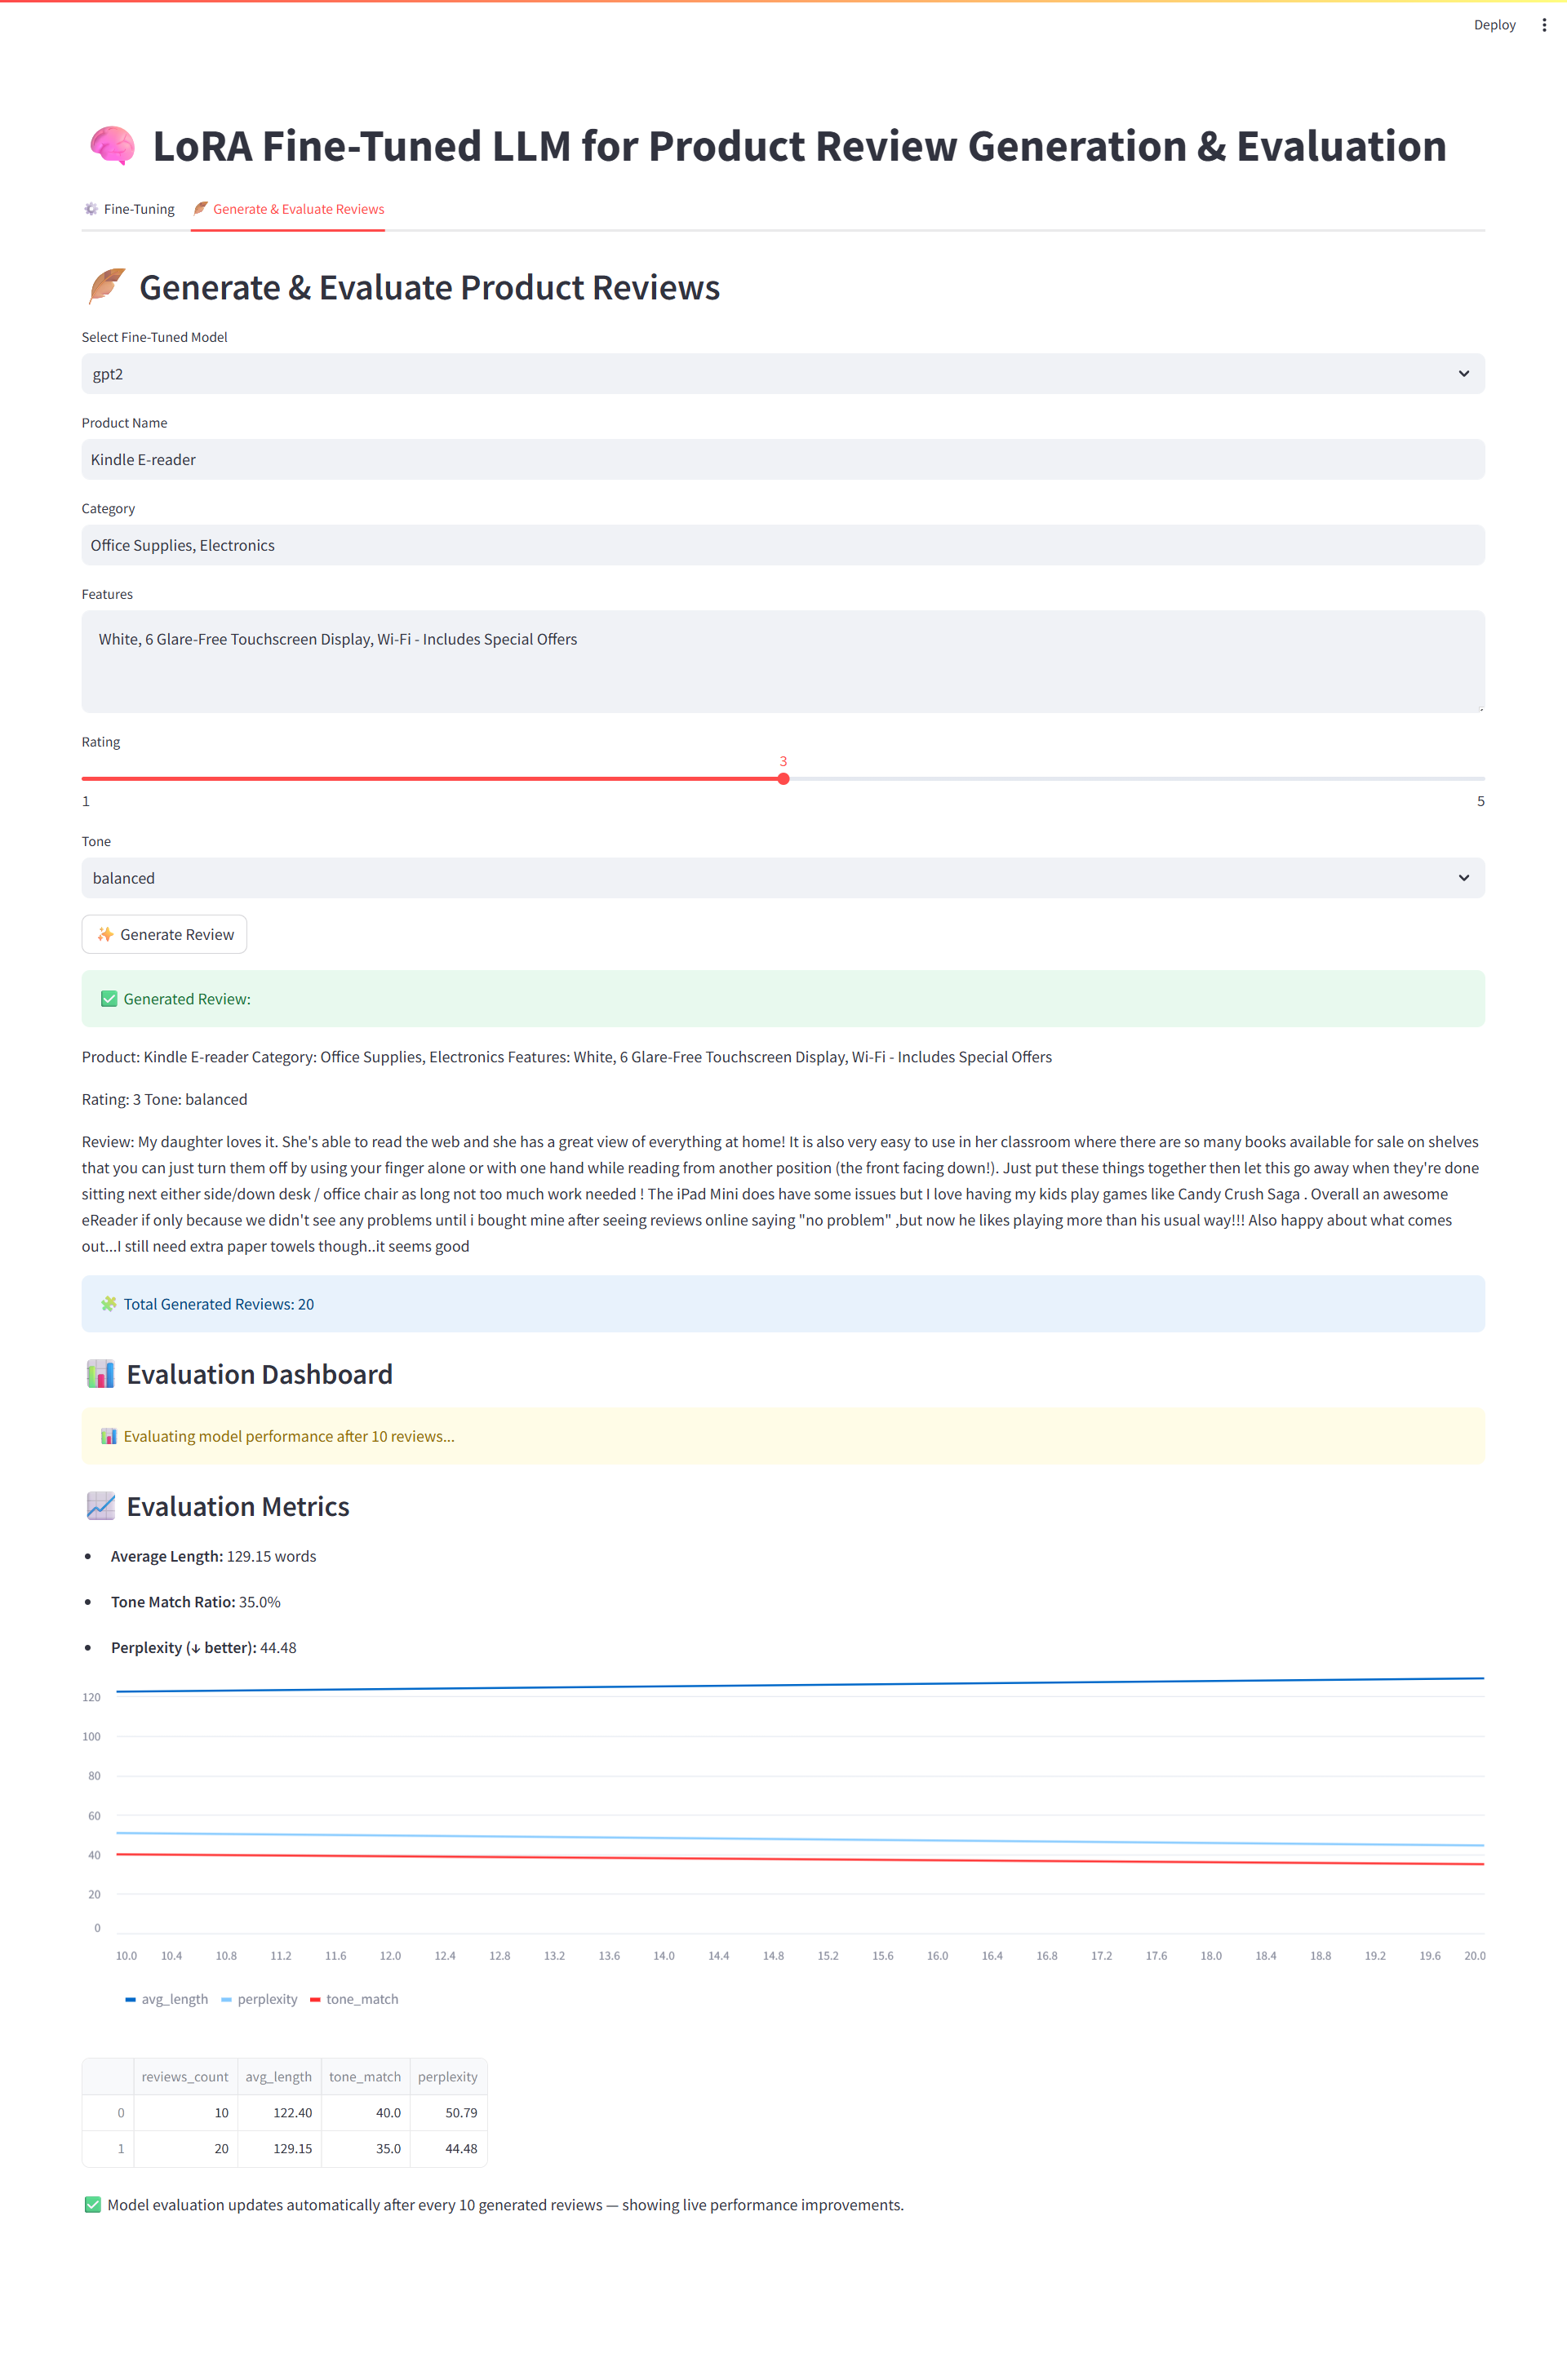 Deploy
LoRA Fine-Tuned LLM for Product Review Generation & Evaluation
Fine-Tuning
Generate & Evaluate Reviews
Generate & Evaluate Product Reviews
Select Fine-Tuned Model
gpt2
Product Name
Kindle E-reader
Category
Office Supplies, Electronics
Features
White, 6 Glare-Free Touchscreen Display, Wi-Fi - Includes Special Offers
Rating
3
1 5
Tone
balanced
✨ Generate Review
✅ Generated Review:
Product: Kindle E-reader Category: Office Supplies, Electronics Features: White, 6 Glare-Free Touchscreen Display, Wi-Fi - Includes Special Offers
Rating: 3 Tone: balanced
Review: My daughter loves it. She's able to read the web and she has a great view of everything at home! It is also very easy to use in her classroom where there are so many books available for sale on shelves
that you can just turn them off by using your finger alone or with one hand while reading from another position (the front facing down!). Just put these things together then let this go away when they're done
sitting next either side/down desk / office chair as long not too much work needed ! The iPad Mini does have some issues but I love having my kids play games like Candy Crush Saga . Overall an awesome
eReader if only because we didn't see any problems until i bought mine after seeing reviews online saying "no problem" ,but now he likes playing more than his usual way!!! Also happy about what comes
out...I still need extra paper towels though..it seems good
Total Generated Reviews: 20
Evaluation Dashboard
Evaluating model performance after 10 reviews...
Evaluation Metrics
• Average Length: 129.15 words
• Tone Match Ratio: 35.0%
• Perplexity (↓ better): 44.48
120
100
80
60
40
20
0
10.0 10.4 10.8 11.2 11.6 12.0 12.4 12.8 13.2 13.6 14.0 14.4 14.8 15.2 15.6 16.0 16.4 16.8 17.2 17.6 18.0 18.4 18.8 19.2 19.6 20.0
avg_length perplexity tone_match
reviews_count avg_length tone_match perplexity
0 10 122.40 40.0 50.79
1 20 129.15 35.0 44.48
✅ Model evaluation updates automatically after every 10 generated reviews — showing live performance improvements.